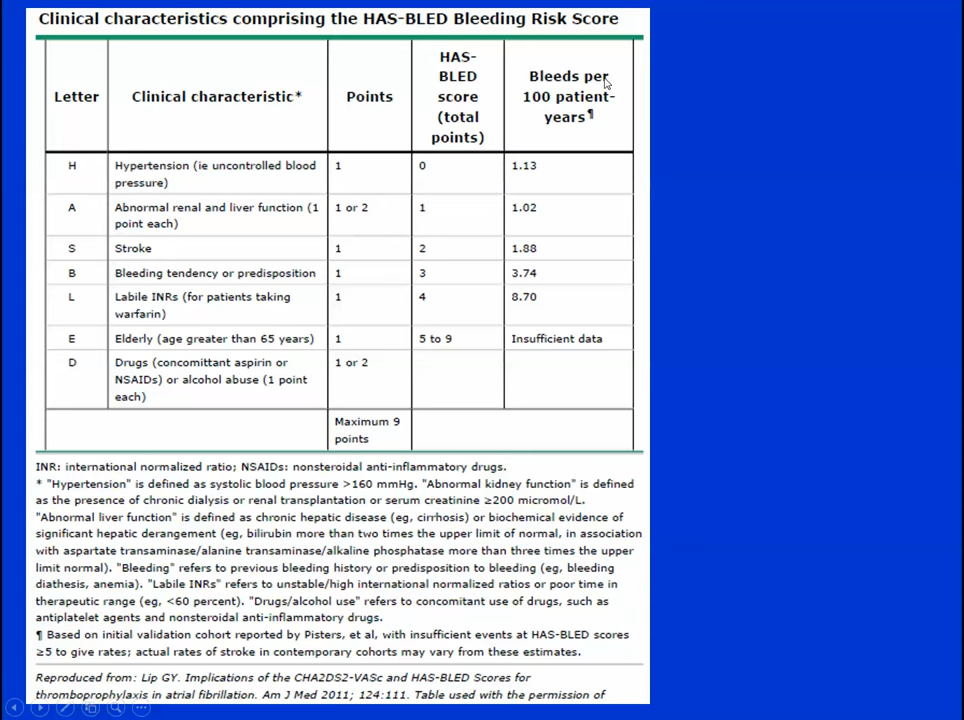 Clinical characteristics comprising the HAS-BLED Bleeding Risk Score
Letter Clinical characteristic* Points HAS-BLED score (total points) Bleeds per 100 patient-years¶
H Hypertension (ie uncontrolled blood pressure) 1 0 1.13
A Abnormal renal and liver function (1 point each) 1 or 2 1 1.02
S Stroke 1 2 1.88
B Bleeding tendency or predisposition 1 3 3.74
L Labile INRs (for patients taking warfarin) 1 4 8.70
E Elderly (age greater than 65 years) 1 5 to 9 Insufficient data
D Drugs (concomittant aspirin or NSAIDs) or alcohol abuse (1 point each) 1 or 2
Maximum 9 points
INR: international normalized ratio; NSAIDs: nonsteroidal anti-inflammatory drugs.
* "Hypertension" is defined as systolic blood pressure >160 mmHg. "Abnormal kidney function" is defined
as the presence of chronic dialysis or renal transplantation or serum creatinine ≥200 micromol/L.
"Abnormal liver function" is defined as chronic hepatic disease (eg, cirrhosis) or biochemical evidence of
significant hepatic derangement (eg, bilirubin more than two times the upper limit of normal, in association
with aspartate transaminase/alanine transaminase/alkaline phosphatase more than three times the upper
limit normal). "Bleeding" refers to previous bleeding history or predisposition to bleeding (eg, bleeding
diathesis, anemia). "Labile INRs" refers to unstable/high international normalized ratios or poor time in
therapeutic range (eg, <60 percent). "Drugs/alcohol use" refers to concomitant use of drugs, such as
antiplatelet agents and nonsteroidal anti-inflammatory drugs.
¶ Based on initial validation cohort reported by Pisters, et al, with insufficient events at HAS-BLED scores
≥5 to give rates; actual rates of stroke in contemporary cohorts may vary from these estimates.
Reproduced from: Lip GY. Implications of the CHA2DS2-VASc and HAS-BLED Scores for
thromboprophylaxis in atrial fibrillation. Am J Med 2011; 124:111. Table used with the permission of